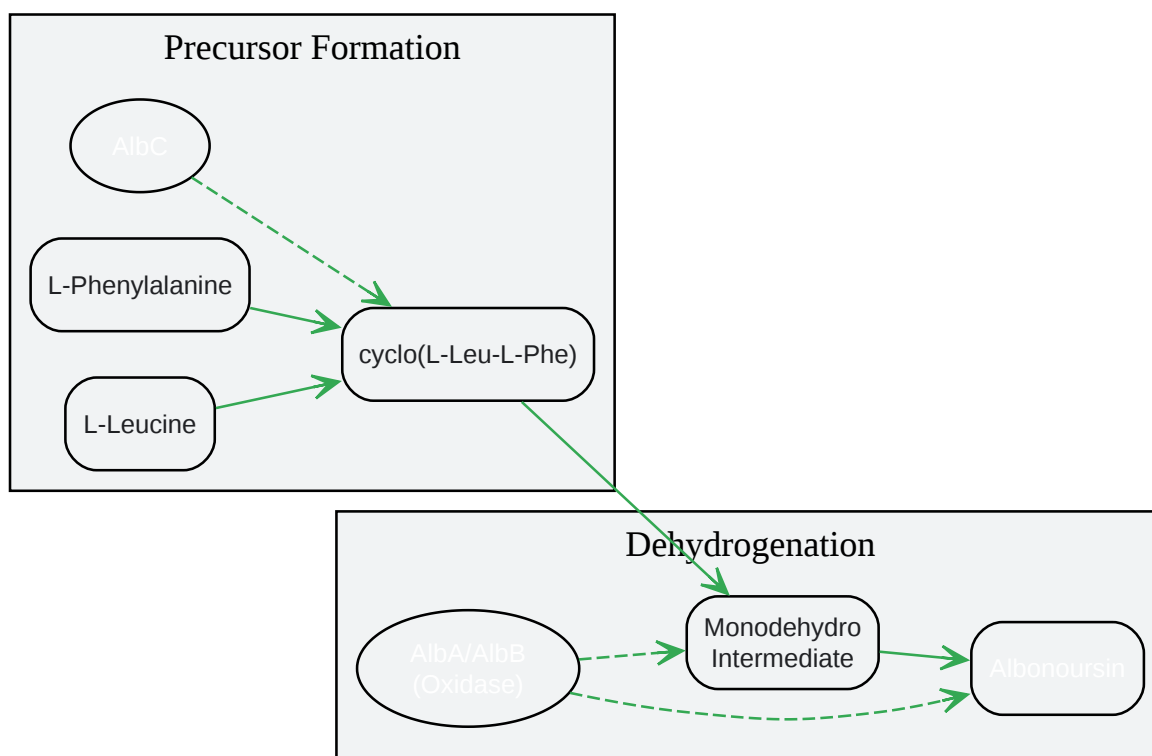 Precursor Formation
AlbC
L-Phenylalanine
cyclo(L-Leu-L-Phe)
L-Leucine
Dehydrogenation
AlbA/AlbB
(Oxidase)
Monodehydro
Intermediate
Albonoursin